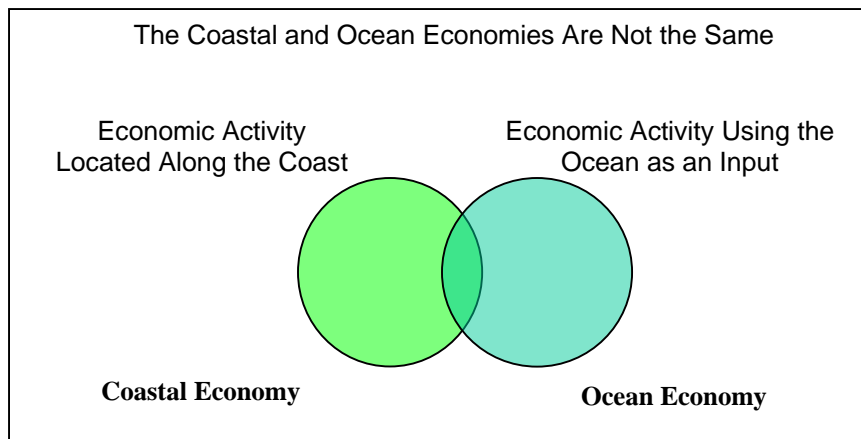 The Coastal and Ocean Economies Are Not the Same
Economic Activity
Located Along the Coast
Economic Activity Using the
Ocean as an Input
Coastal Economy
Ocean Economy